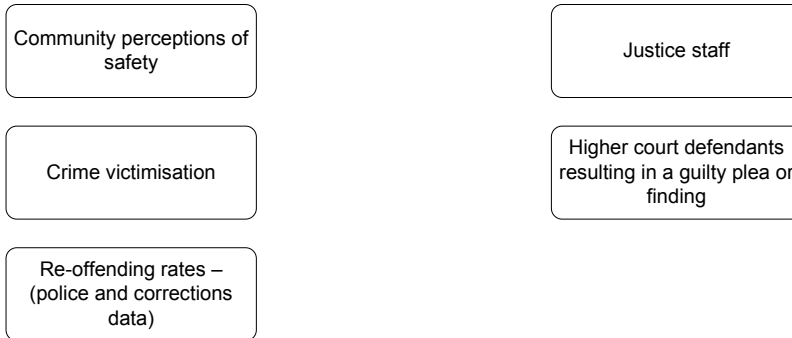 Community perceptions of
safety
Justice staff
Crime victimisation
Higher court defendants
resulting in a guilty plea or
finding
Re-offending rates –
(police and corrections
data)